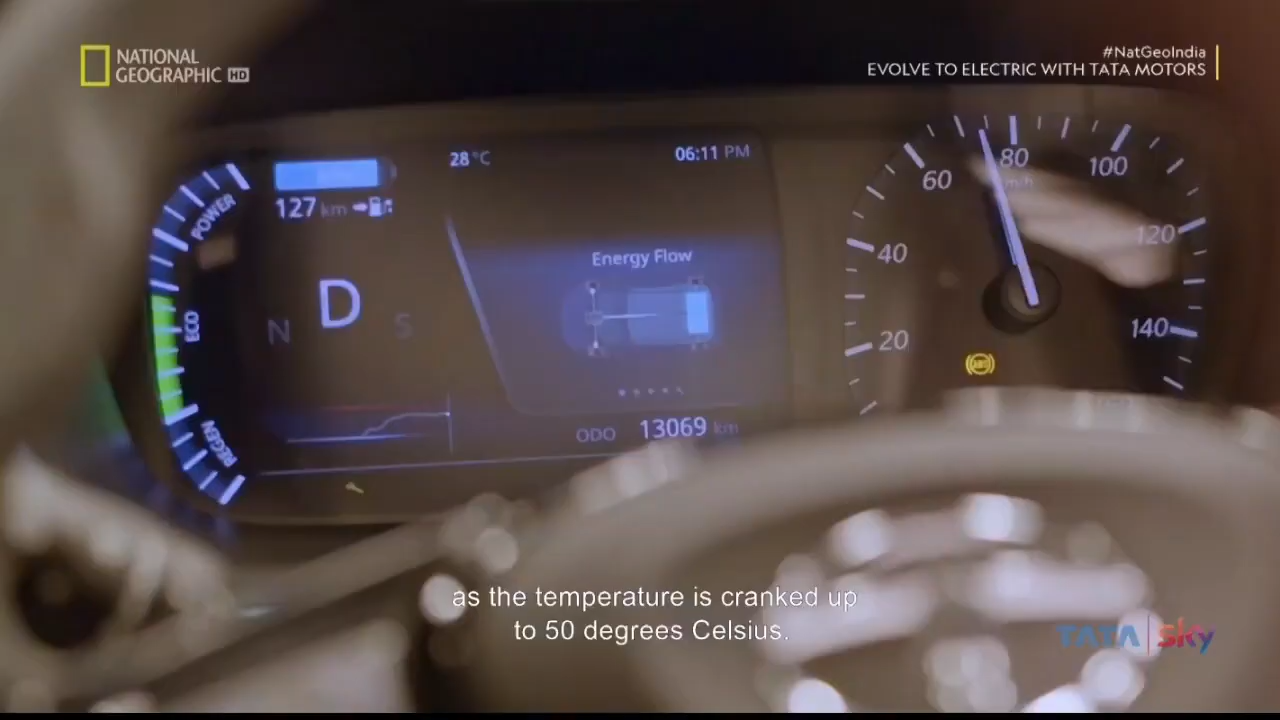 NATIONAL
GEOGRAPHIC HD
#NatGeoIndia
EVOLVE TO ELECTRIC WITH TATA MOTORS
28°C
06:11 PM
127 km
POWER
ECO
REGEN
N D S
Energy Flow
ODO 13069 km
20
40
60
80
100
120
140
ABS
as the temperature is cranked up
to 50 degrees Celsius.
TATA sky